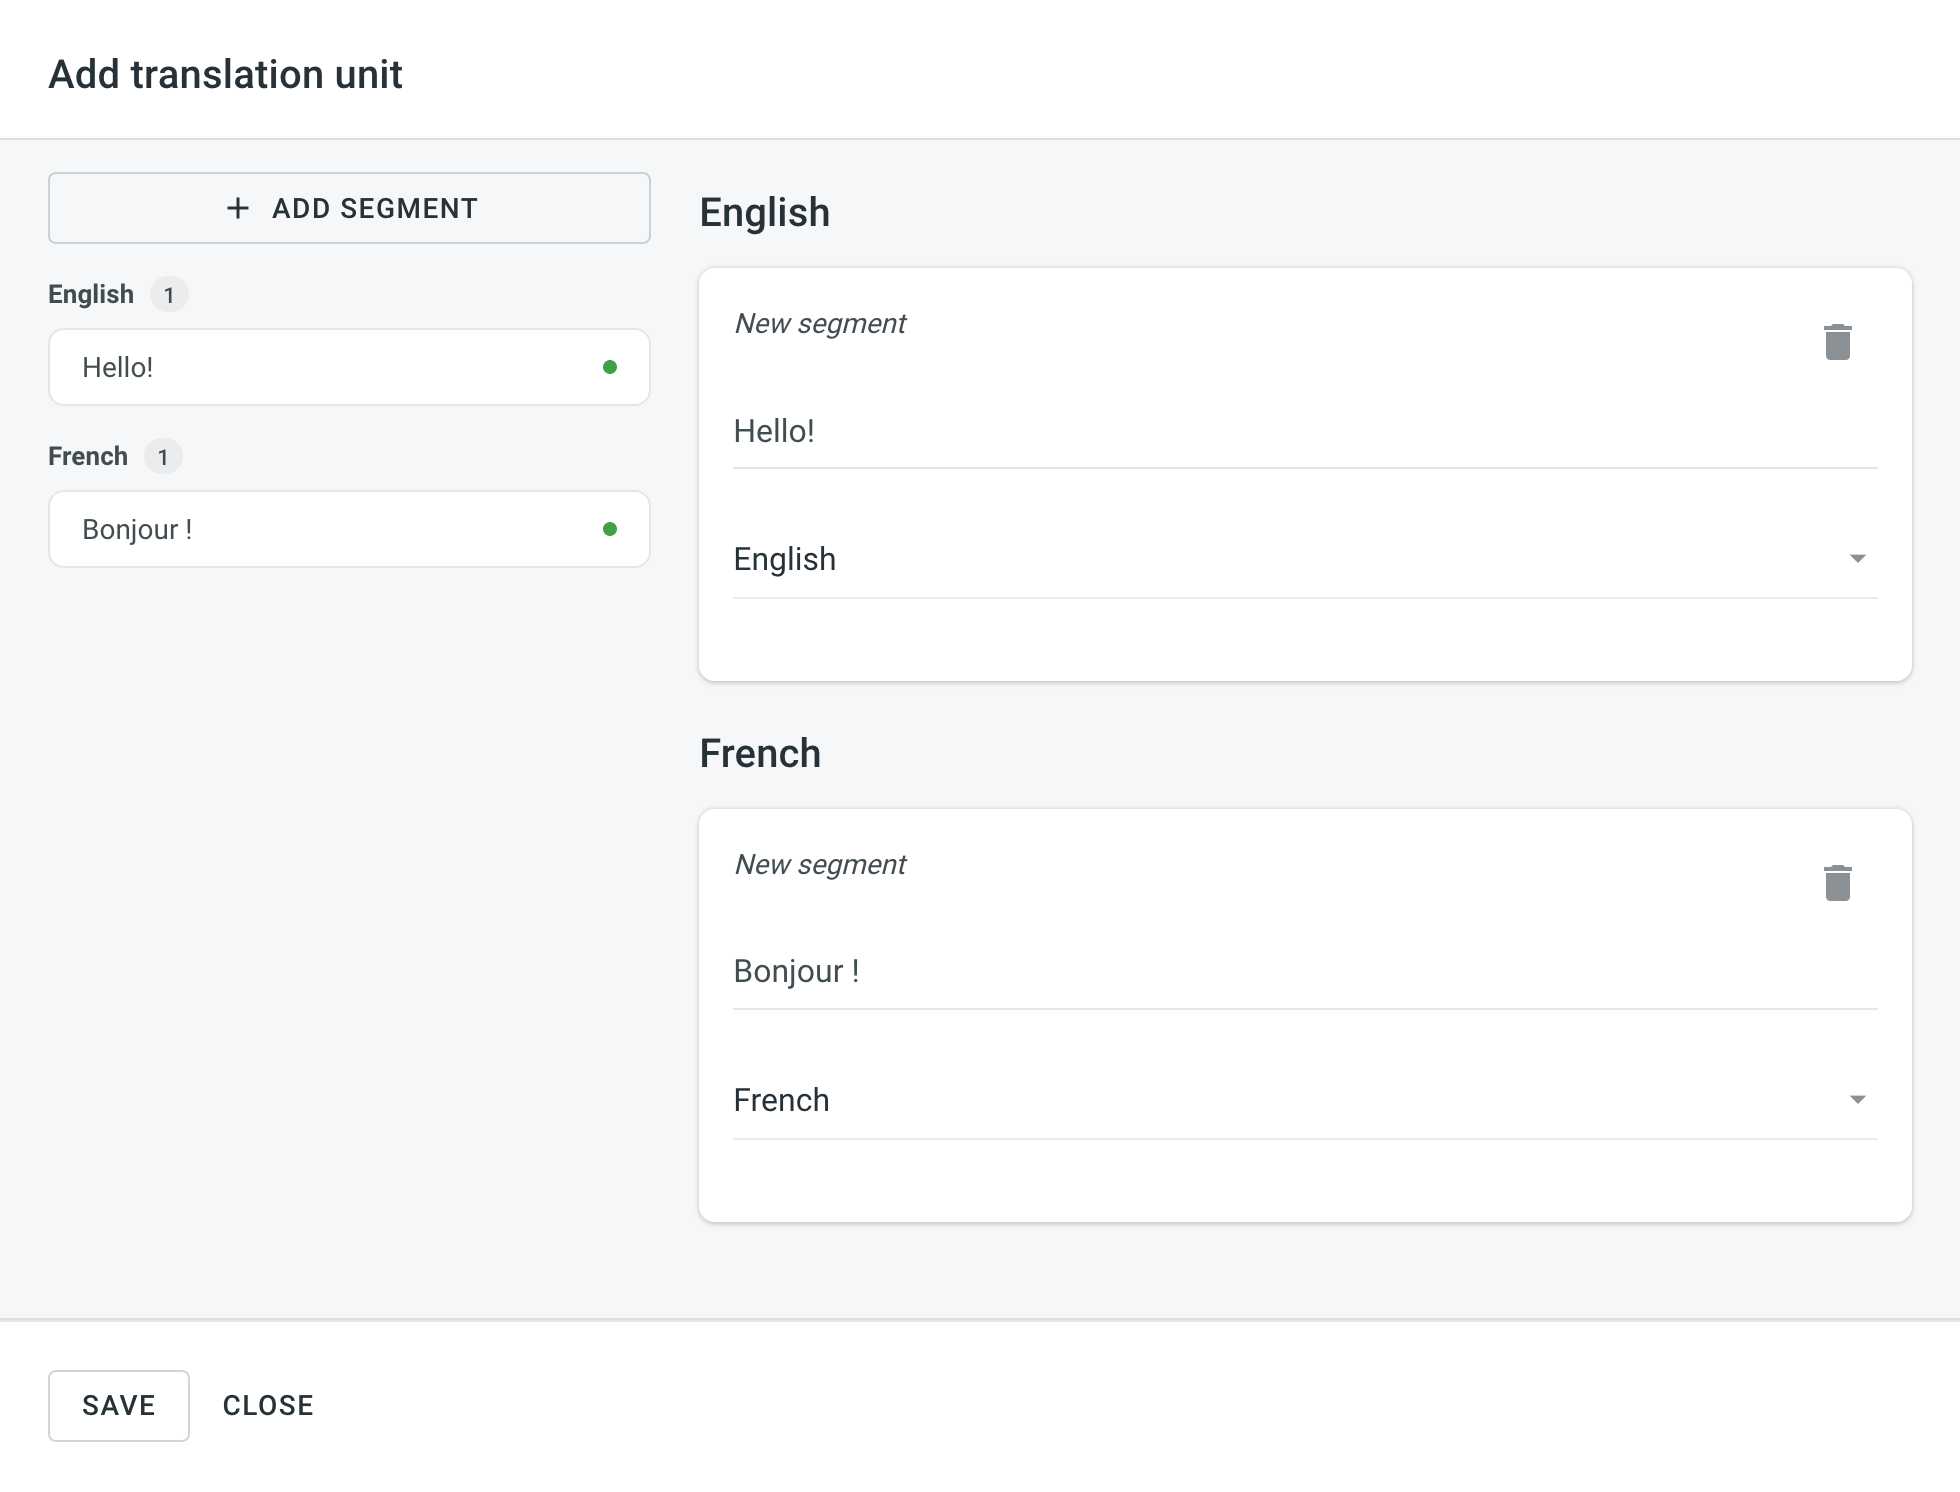 Add translation unit
ADD SEGMENT
English 1
Hello!
French 1
Bonjour !
English
New segment
Hello!
English
French
New segment
Bonjour !
French
SAVE
CLOSE